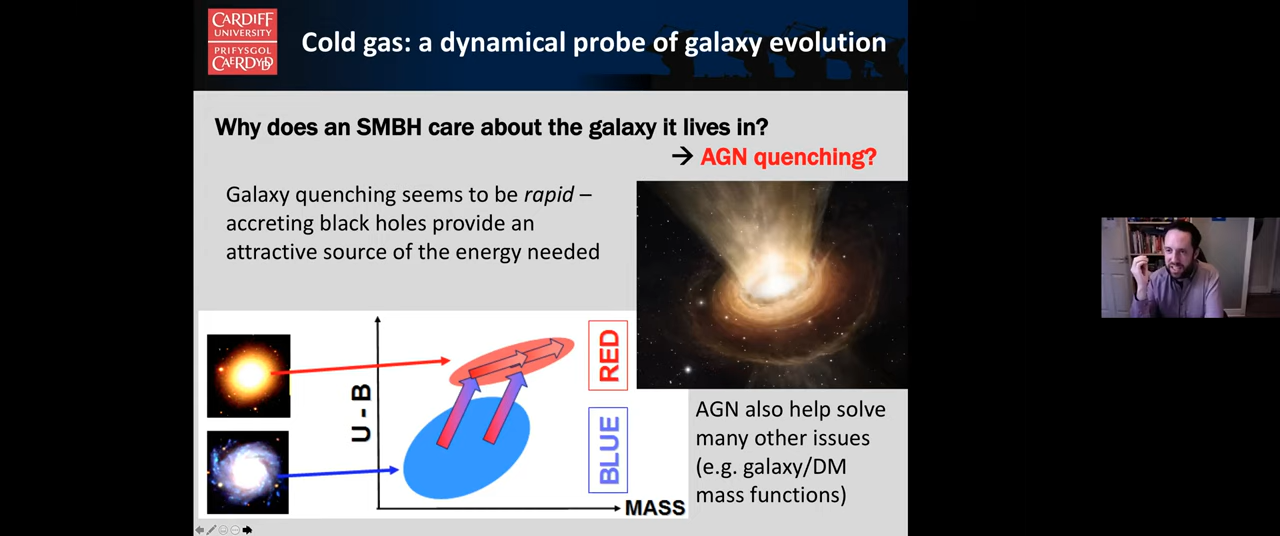 CARDIFF
UNIVERSITY
PRIFYSGOL
CAERDYDD
Cold gas: a dynamical probe of galaxy evolution
Why does an SMBH care about the galaxy it lives in?
→ AGN quenching?
Galaxy quenching seems to be rapid –
accreting black holes provide an
attractive source of the energy needed
U - B
RED
BLUE
MASS
AGN also help solve
many other issues
(e.g. galaxy/DM
mass functions)